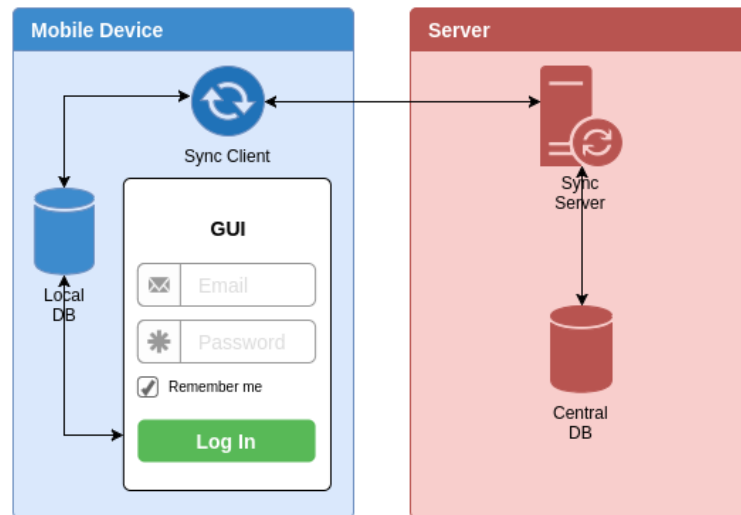 Mobile Device
Sync Client
Local
DB
GUI
Email
Password
Remember me
Log In
Server
Sync
Server
Central
DB